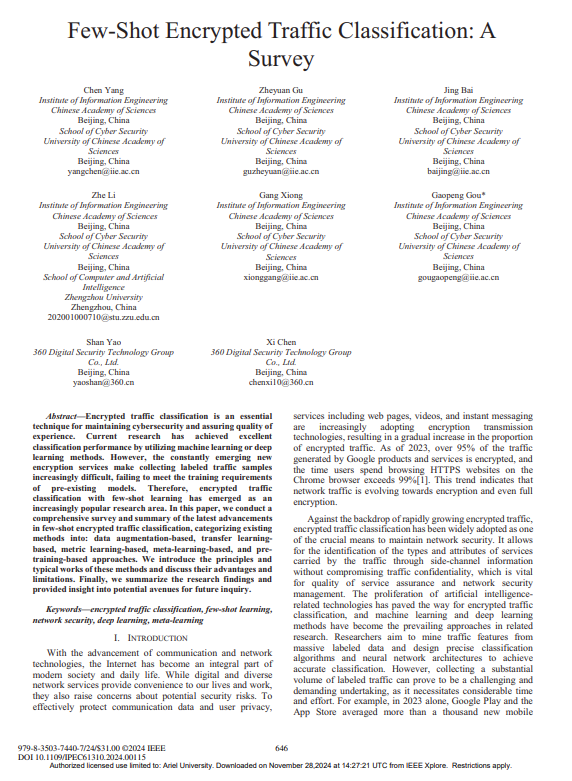 Few-Shot Encrypted Traffic Classification: A
Survey
Chen Yang
Institute of Information Engineering
Chinese Academy of Sciences
Beijing, China
School of Cyber Security
University of Chinese Academy of
Sciences
Beijing, China
yangchen@iie.ac.cn
Zheyuan Gu
Institute of Information Engineering
Chinese Academy of Sciences
Beijing, China
School of Cyber Security
University of Chinese Academy of
Sciences
Beijing, China
guzheyuan@iie.ac.cn
Jing Bai
Institute of Information Engineering
Chinese Academy of Sciences
Beijing, China
School of Cyber Security
University of Chinese Academy of
Sciences
Beijing, China
baijing@iie.ac.cn
Zhe Li
Institute of Information Engineering
Chinese Academy of Sciences
Beijing, China
School of Cyber Security
University of Chinese Academy of
Sciences
Beijing, China
School of Computer and Artificial
Intelligence
Zhengzhou University
Zhengzhou, China
202001000710@stu.zzu.edu.cn
Gang Xiong
Institute of Information Engineering
Chinese Academy of Sciences
Beijing, China
School of Cyber Security
University of Chinese Academy of
Sciences
Beijing, China
xionggang@iie.ac.cn
Gaopeng Gou*
Institute of Information Engineering
Chinese Academy of Sciences
Beijing, China
School of Cyber Security
University of Chinese Academy of
Sciences
Beijing, China
gougaopeng@iie.ac.cn
Shan Yao
360 Digital Security Technology Group
Co., Ltd.
Beijing, China
yaoshan@360.cn
Xi Chen
360 Digital Security Technology Group
Co., Ltd.
Beijing, China
chenxi10@360.cn
Abstract—Encrypted traffic classification is an essential
technique for maintaining cybersecurity and assuring quality of
experience. Current research has achieved excellent
classification performance by utilizing machine learning or deep
learning methods. However, the constantly emerging new
encryption services make collecting labeled traffic samples
increasingly difficult, failing to meet the training requirements
of pre-existing models. Therefore, encrypted traffic
classification with few-shot learning has emerged as an
increasingly popular research area. In this paper, we conduct a
comprehensive survey and summary of the latest advancements
in few-shot encrypted traffic classification, categorizing existing
methods into: data augmentation-based, transfer learning-
based, metric learning-based, meta-learning-based, and pre-
training-based approaches. We introduce the principles and
typical works of these methods and discuss their advantages and
limitations. Finally, we summarize the research findings and
provided insight into potential avenues for future inquiry.
Keywords—encrypted traffic classification, few-shot learning,
network security, deep learning, meta-learning
I. INTRODUCTION
With the advancement of communication and network
technologies, the Internet has become an integral part of
modern society and daily life. While digital and diverse
network services provide convenience to our lives and work,
they also raise concerns about potential security risks. To
effectively protect communication data and user privacy,
services including web pages, videos, and instant messaging
are increasingly adopting encryption transmission
technologies, resulting in a gradual increase in the proportion
of encrypted traffic. As of 2023, over 95% of the traffic
generated by Google products and services is encrypted, and
the time users spend browsing HTTPS websites on the
Chrome browser exceeds 99%[1]. This trend indicates that
network traffic is evolving towards encryption and even full
encryption.
Against the backdrop of rapidly growing encrypted traffic,
encrypted traffic classification has been widely adopted as one
of the crucial means to maintain network security. It allows
for the identification of the types and attributes of services
carried by the traffic through side-channel information
without compromising traffic confidentiality, which is vital
for quality of service assurance and network security
management. The proliferation of artificial intelligence-
related technologies has paved the way for encrypted traffic
classification, and machine learning and deep learning
methods have become the prevailing approaches in related
research. Researchers aim to mine traffic features from
massive labeled data and design precise classification
algorithms and neural network architectures to achieve
accurate classification. However, collecting a substantial
volume of labeled traffic can prove to be a challenging and
demanding undertaking, as it necessitates considerable time
and effort. For example, in 2023 alone, Google Play and the
App Store averaged more than a thousand new mobile
979-8-3503-7440-7/24/$31.00 ©2024 IEEE
DOI 10.1109/IPEC61310.2024.00115
646
Authorized licensed use limited to: Ariel University. Downloaded on November 28,2024 at 14:27:21 UTC from IEEE Xplore. Restrictions apply.